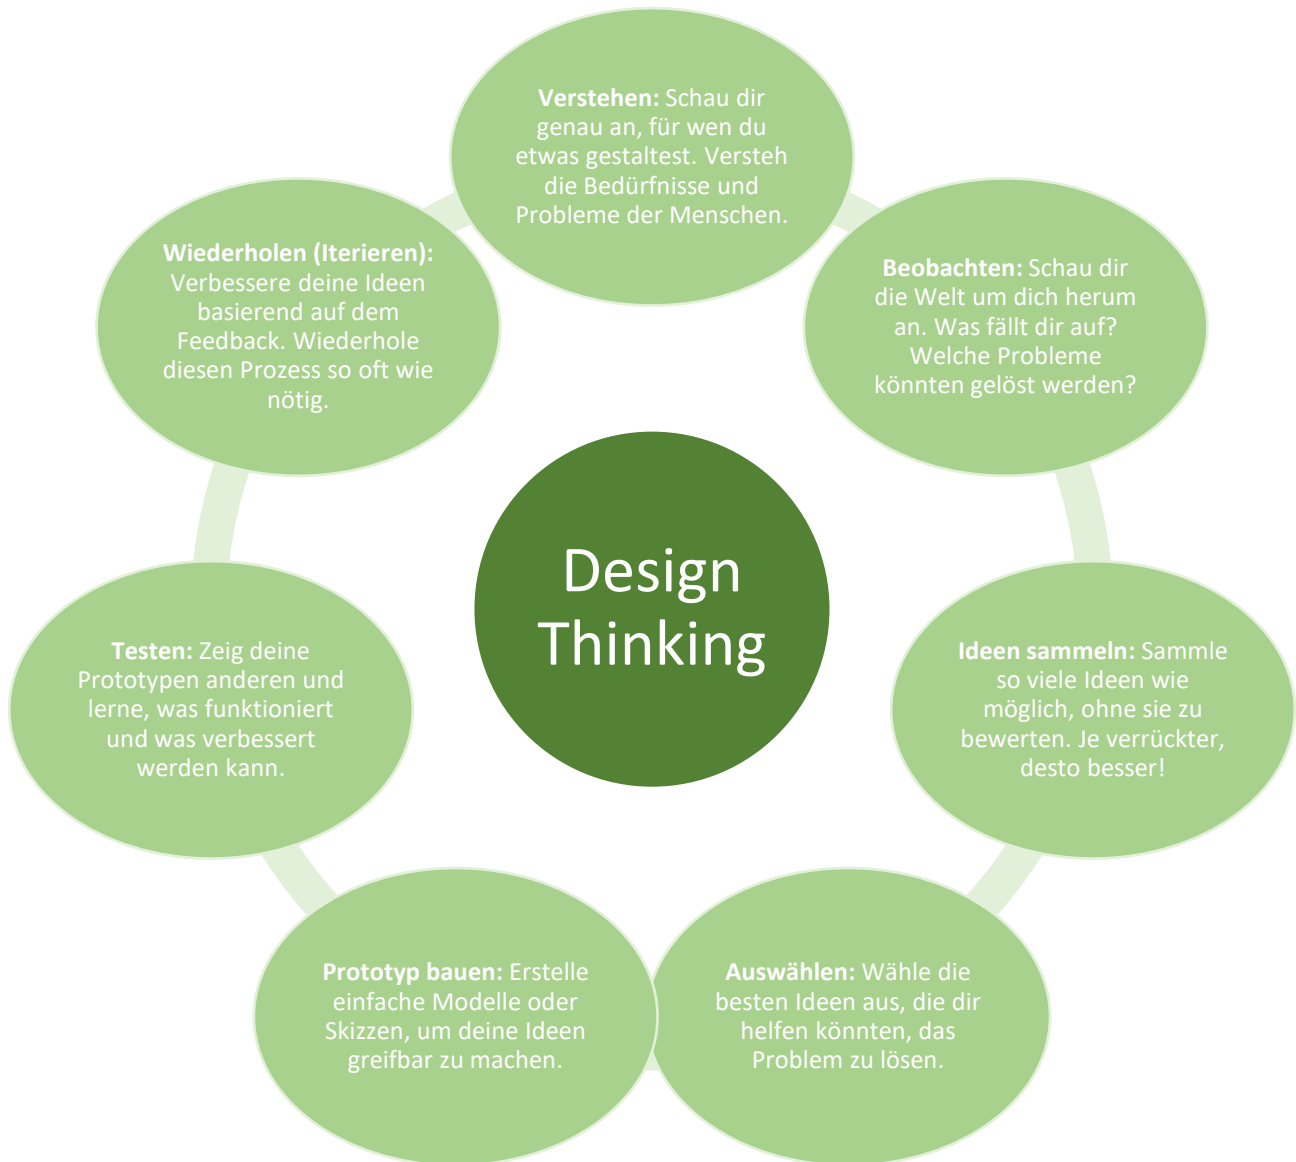 Verstehen: Schau dir
genau an, für wen du
etwas gestaltest. Versteh
die Bedürfnisse und
Probleme der Menschen.
Beobachten: Schau dir
die Welt um dich herum
an. Was fällt dir auf?
Welche Probleme
könnten gelöst werden?
Ideen sammeln: Sammle
so viele Ideen wie
möglich, ohne sie zu
bewerten. Je verrückter,
desto besser!
Auswählen: Wähle die
besten Ideen aus, die dir
helfen könnten, das
Problem zu lösen.
Prototyp bauen: Erstelle
einfache Modelle oder
Skizzen, um deine Ideen
greifbar zu machen.
Testen: Zeig deine
Prototypen anderen und
lerne, was funktioniert
und was verbessert
werden kann.
Wiederholen (Iterieren):
Verbessere deine Ideen
basierend auf dem
Feedback. Wiederhole
diesen Prozess so oft wie
nötig.
Design
Thinking